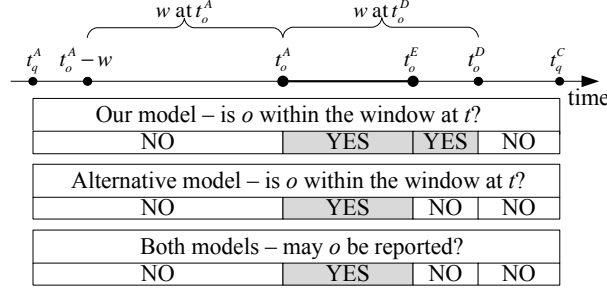 w at t_o^A w at t_o^D
t_q^A t_o^A – w t_o^A t_o^E t_o^D t_q^C
time
Our model – is o within the window at t?
NO YES YES NO
Alternative model – is o within the window at t?
NO YES NO NO
Both models – may o be reported?
NO YES NO NO